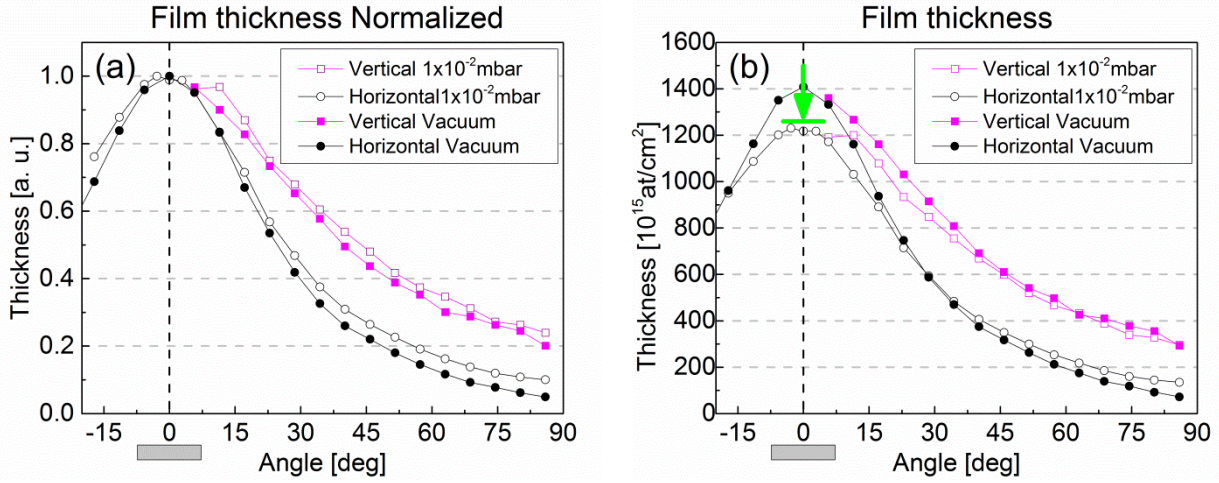 Film thickness Normalized
(a)
Vertical 1x10⁻²mbar
Horizontal1x10⁻²mbar
Vertical Vacuum
Horizontal Vacuum
Thickness [a. u.]
1.0
0.8
0.6
0.4
0.2
0.0
-15 0 15 30 45 60 75 90
Angle [deg]
Film thickness
(b)
Vertical 1x10⁻²mbar
Horizontal1x10⁻²mbar
Vertical Vacuum
Horizontal Vacuum
Thickness [10¹⁵at/cm²]
1600
1400
1200
1000
800
600
400
200
0
-15 0 15 30 45 60 75 90
Angle [deg]